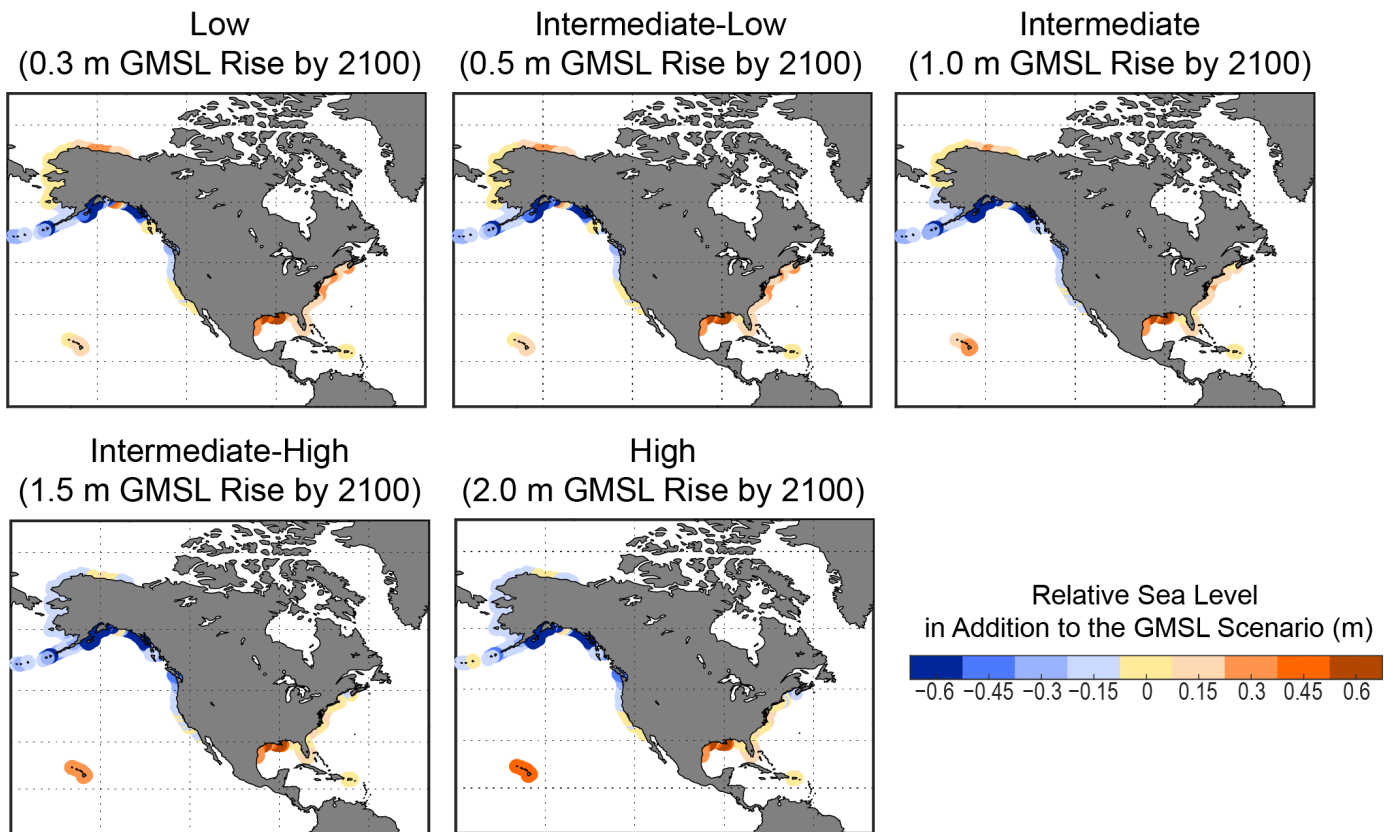 Low
(0.3 m GMSL Rise by 2100)
Intermediate-Low
(0.5 m GMSL Rise by 2100)
Intermediate
(1.0 m GMSL Rise by 2100)
Intermediate-High
(1.5 m GMSL Rise by 2100)
High
(2.0 m GMSL Rise by 2100)
Relative Sea Level
in Addition to the GMSL Scenario (m)
−0.6 −0.45 −0.3 −0.15 0 0.15 0.3 0.45 0.6